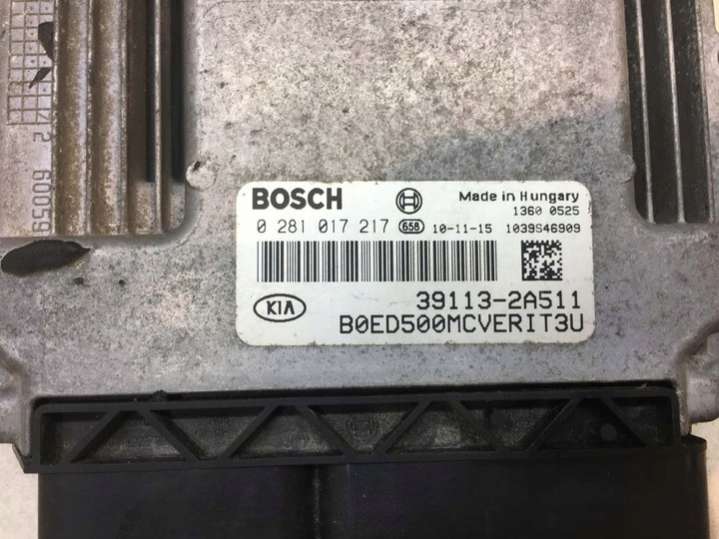 BOSCH Made in Hungary
1360 0525
0 281 017 217 658 10-11-15 1039S46909
39113-2A511
KIA
B0ED500MCVERIT3U